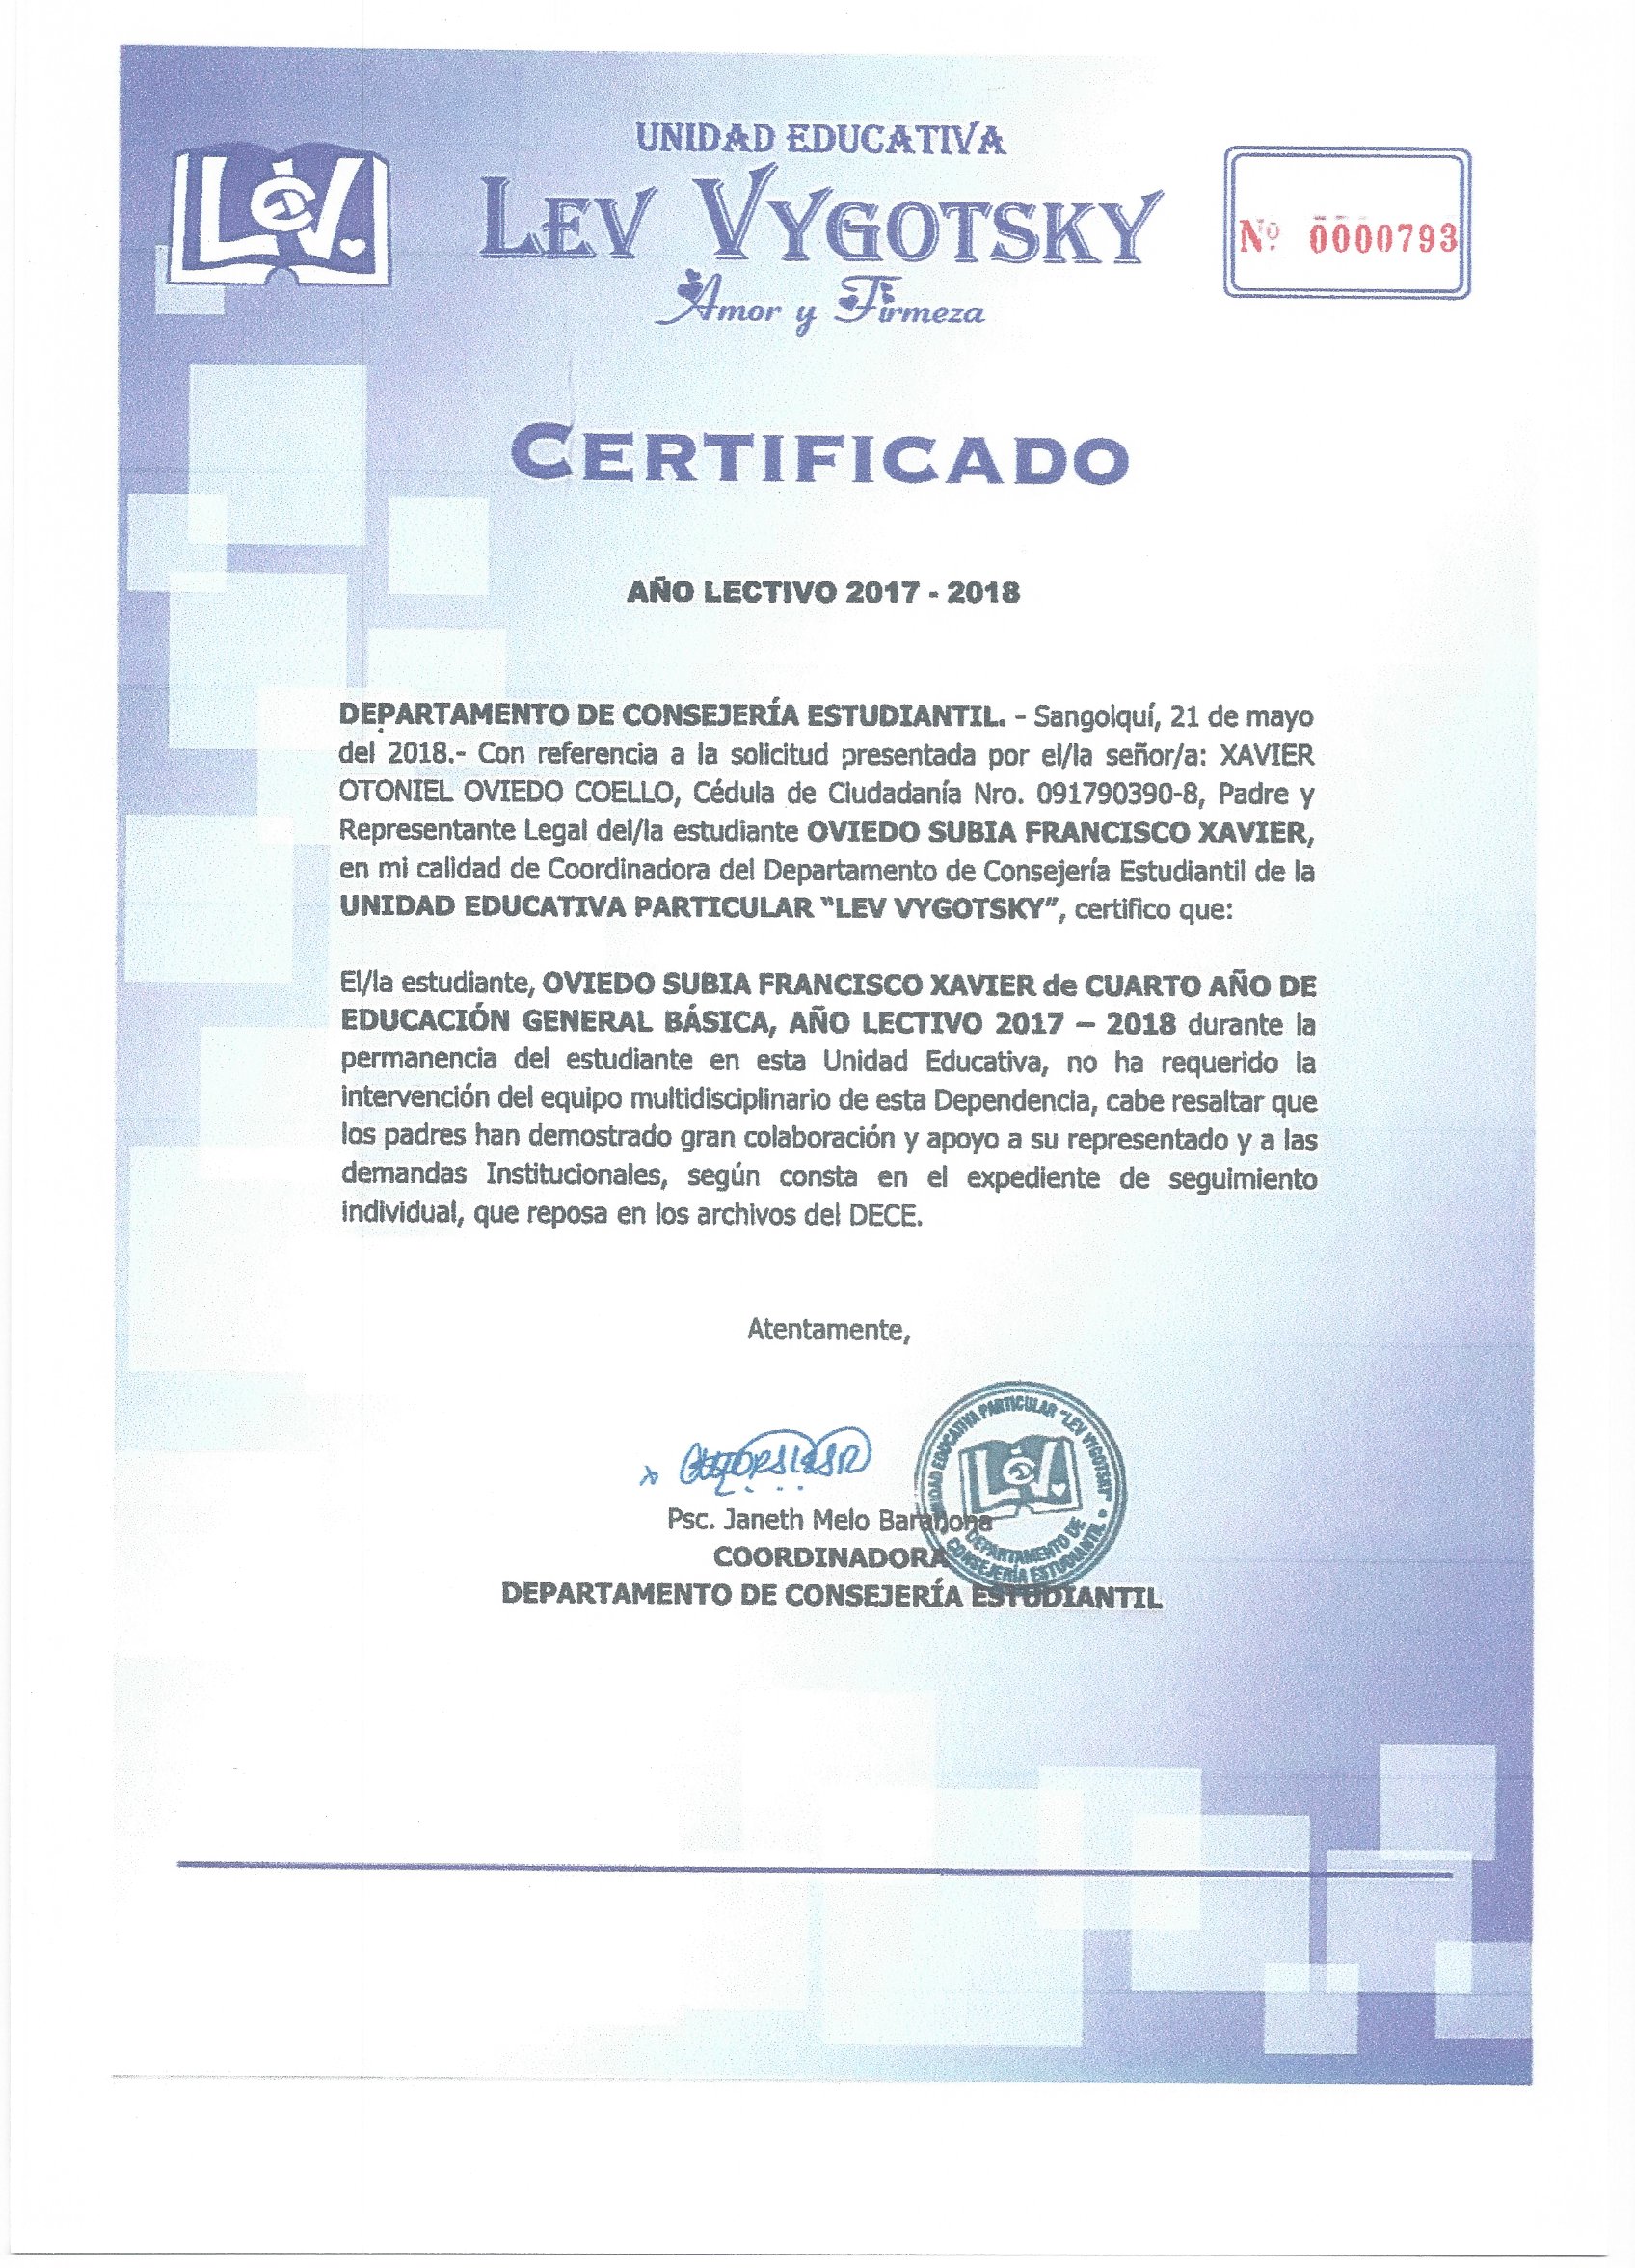 UNIDAD EDUCATIVA
LEV VYGOTSKY
Amor y Firmeza
LeV.
Nº 0000793
CERTIFICADO
AÑO LECTIVO 2017 - 2018
DEPARTAMENTO DE CONSEJERÍA ESTUDIANTIL. - Sangolquí, 21 de mayo
del 2018.- Con referencia a la solicitud presentada por el/la señor/a: XAVIER
OTONIEL OVIEDO COELLO, Cédula de Ciudadanía Nro. 091790390-8, Padre y
Representante Legal del/la estudiante OVIEDO SUBIA FRANCISCO XAVIER,
en mi calidad de Coordinadora del Departamento de Consejería Estudiantil de la
UNIDAD EDUCATIVA PARTICULAR "LEV VYGOTSKY", certifico que:
El/la estudiante, OVIEDO SUBIA FRANCISCO XAVIER de CUARTO AÑO DE
EDUCACIÓN GENERAL BÁSICA, AÑO LECTIVO 2017 – 2018 durante la
permanencia del estudiante en esta Unidad Educativa, no ha requerido la
intervención del equipo multidisciplinario de esta Dependencia, cabe resaltar que
los padres han demostrado gran colaboración y apoyo a su representado y a las
demandas Institucionales, según consta en el expediente de seguimiento
individual, que reposa en los archivos del DECE.
Atentamente,
UNIDAD EDUCATIVA PARTICULAR "LEV VYGOTSKY"
LeV.
DEPARTAMENTO DE
CONSEJERÍA ESTUDIANTIL
Psc. Janeth Melo Barahona
COORDINADORA
DEPARTAMENTO DE CONSEJERÍA ESTUDIANTIL